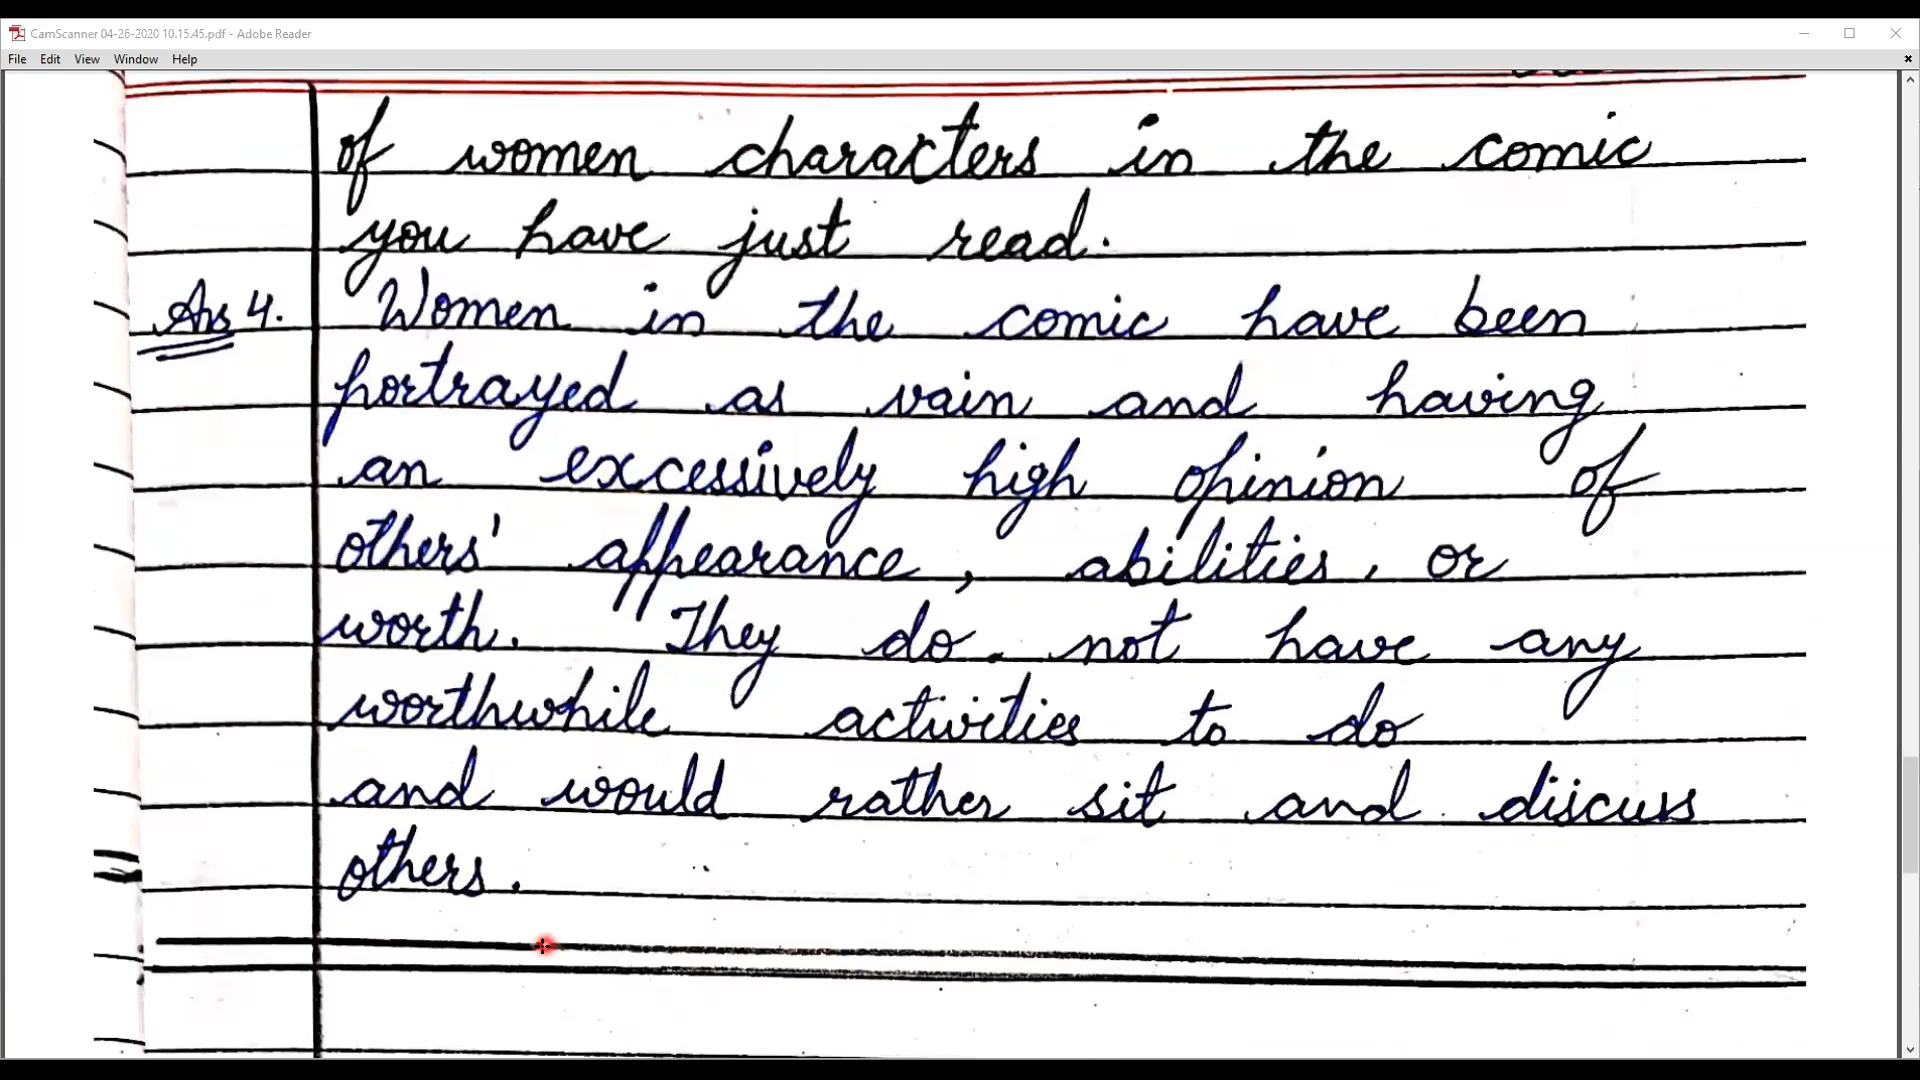 CamScanner 04-26-2020 10.15.45.pdf - Adobe Reader
File Edit View Window Help
of women characters in the comic
you have just read.
Ans 4. Women in the comic have been
portrayed as vain and having
an excessively high opinion of
others' appearance, abilities, or
worth. They do not have any
worthwhile activities to do
and would rather sit and discuss
others.